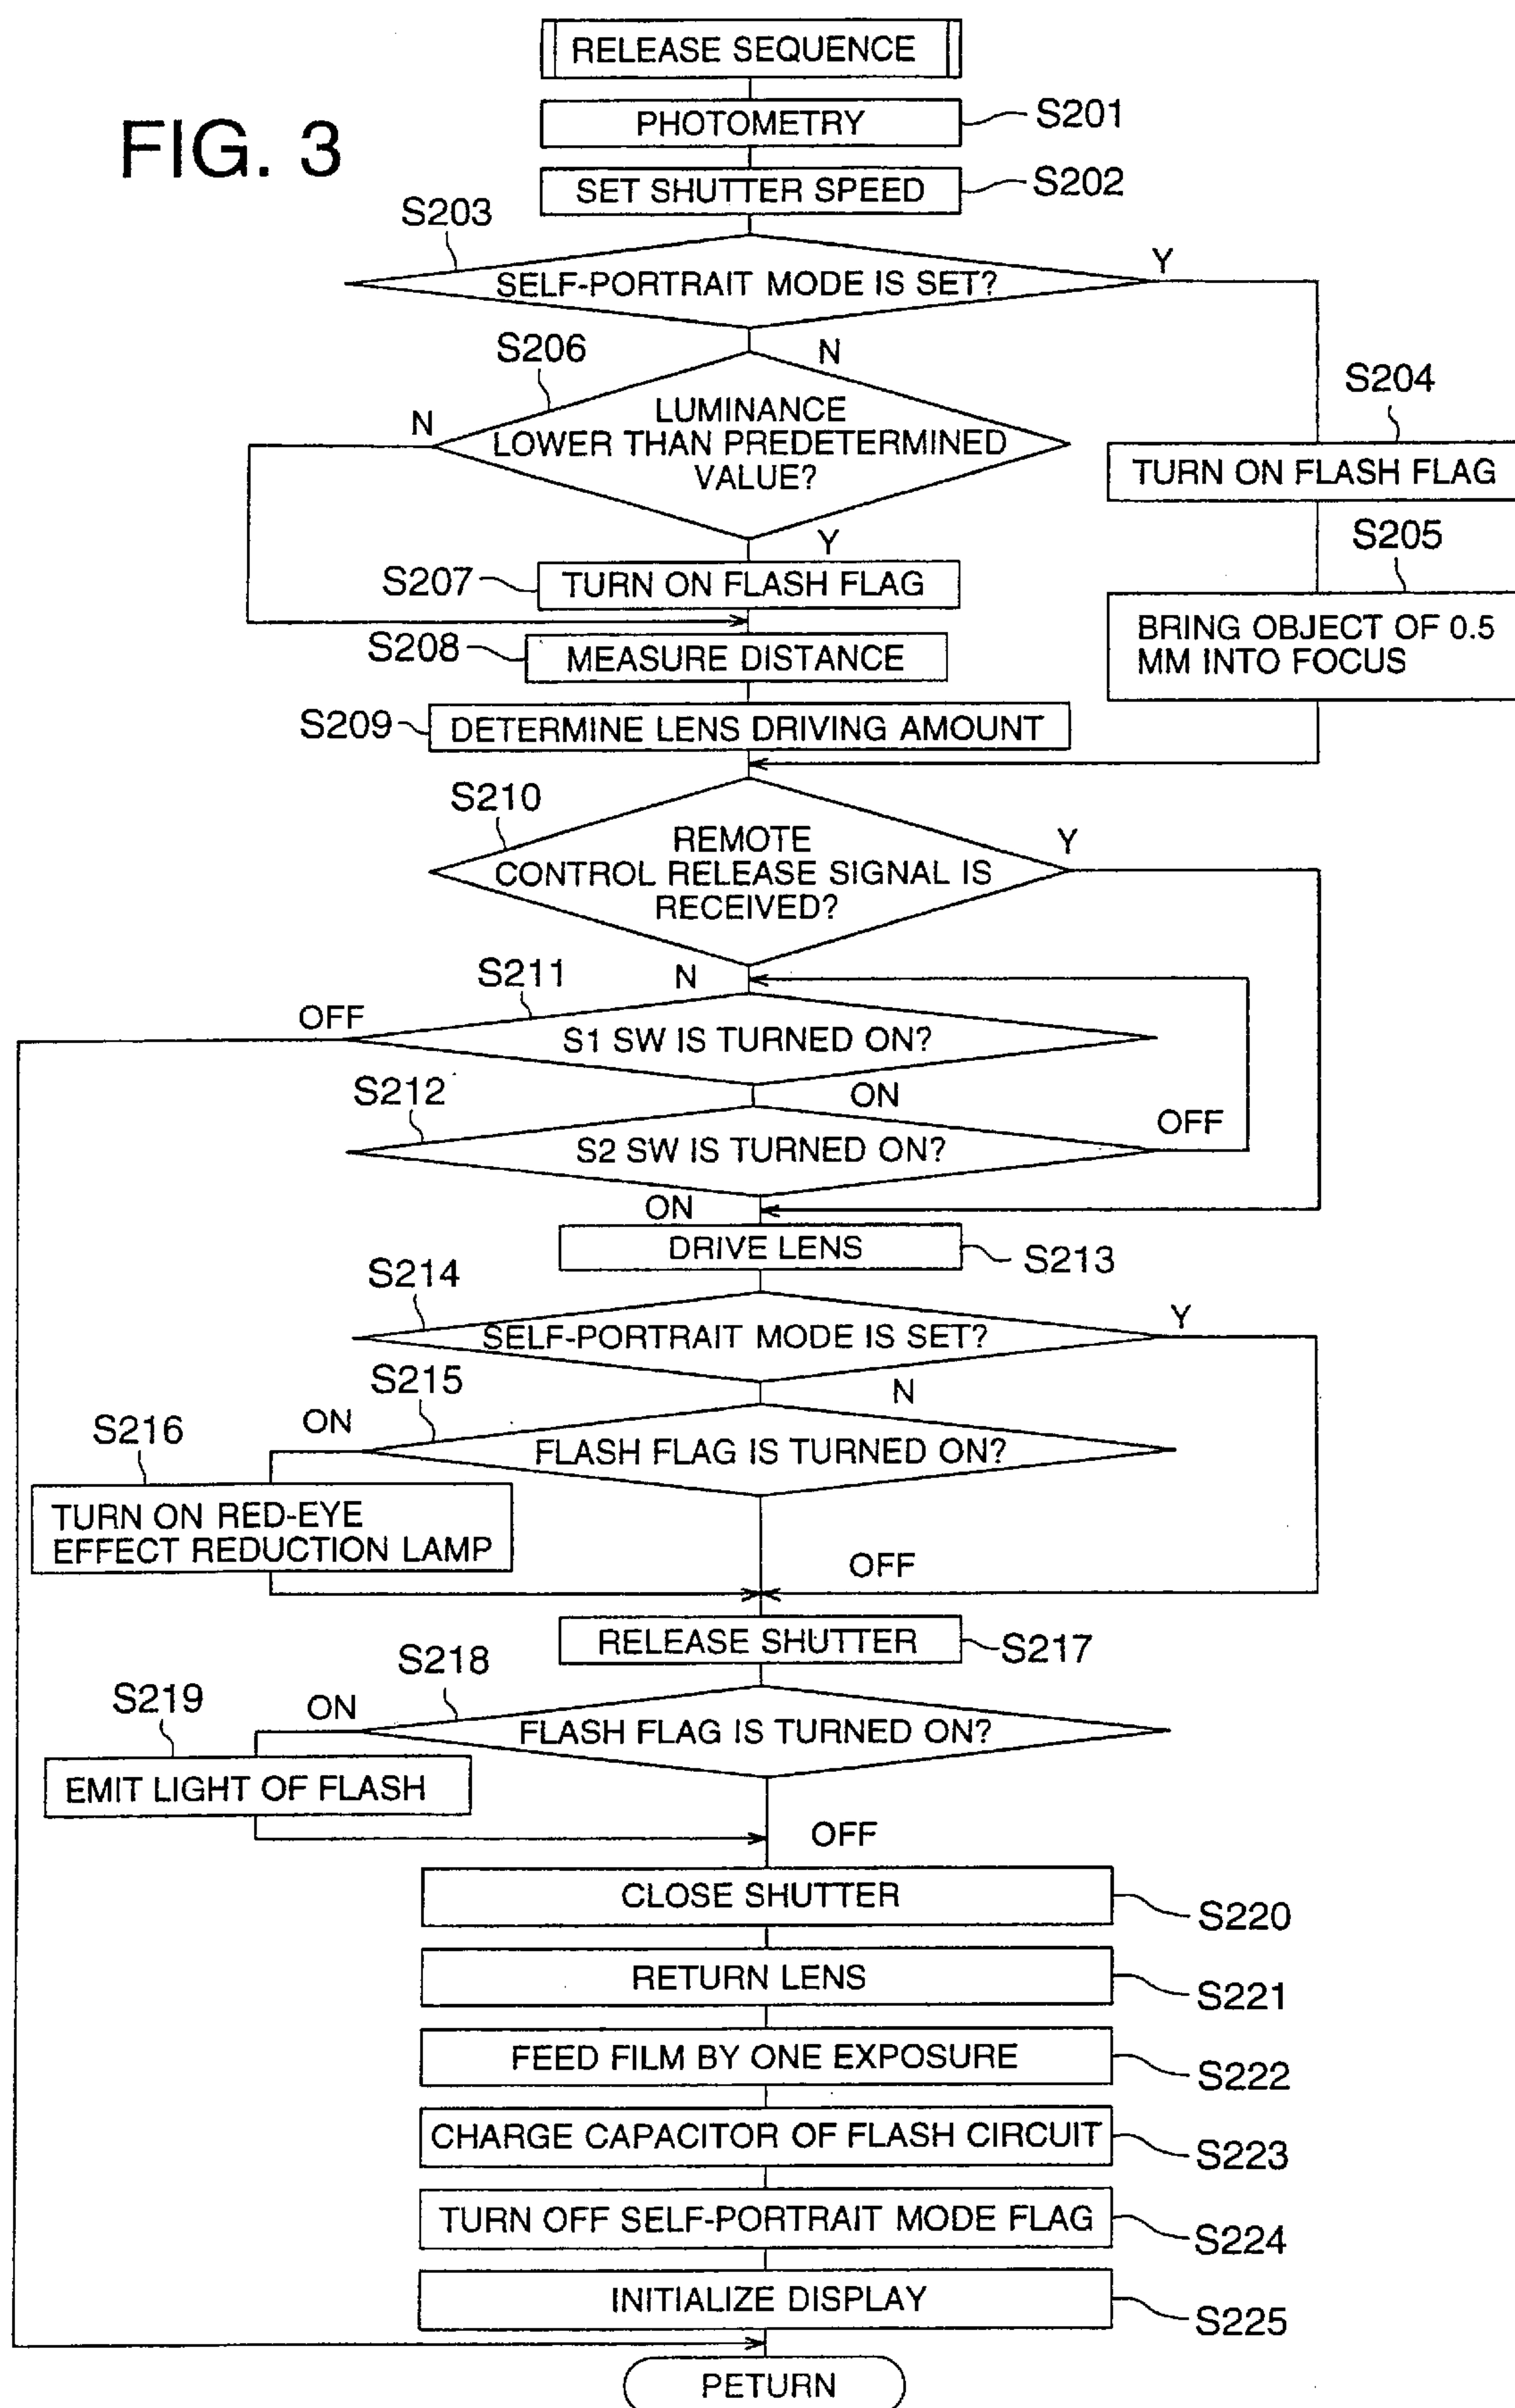 RELEASE SEQUENCE
FIG. 3
PHOTOMETRY
S201
SET SHUTTER SPEED
S202
S203
SELF-PORTRAIT MODE IS SET?
Y
N
S206
LUMINANCE
LOWER THAN PREDETERMINED
VALUE?
N
Y
S204
TURN ON FLASH FLAG
S205
BRING OBJECT OF 0.5
MM INTO FOCUS
S207
TURN ON FLASH FLAG
S208
MEASURE DISTANCE
S209
DETERMINE LENS DRIVING AMOUNT
S210
REMOTE
CONTROL RELEASE SIGNAL IS
RECEIVED?
Y
N
S211
OFF
S1 SW IS TURNED ON?
ON
S212
S2 SW IS TURNED ON?
OFF
ON
DRIVE LENS
S213
S214
SELF-PORTRAIT MODE IS SET?
Y
N
S215
ON
FLASH FLAG IS TURNED ON?
S216
TURN ON RED-EYE
EFFECT REDUCTION LAMP
OFF
RELEASE SHUTTER
S217
S218
ON
FLASH FLAG IS TURNED ON?
S219
EMIT LIGHT OF FLASH
OFF
CLOSE SHUTTER
S220
RETURN LENS
S221
FEED FILM BY ONE EXPOSURE
S222
CHARGE CAPACITOR OF FLASH CIRCUIT
S223
TURN OFF SELF-PORTRAIT MODE FLAG
S224
INITIALIZE DISPLAY
S225
PETURN